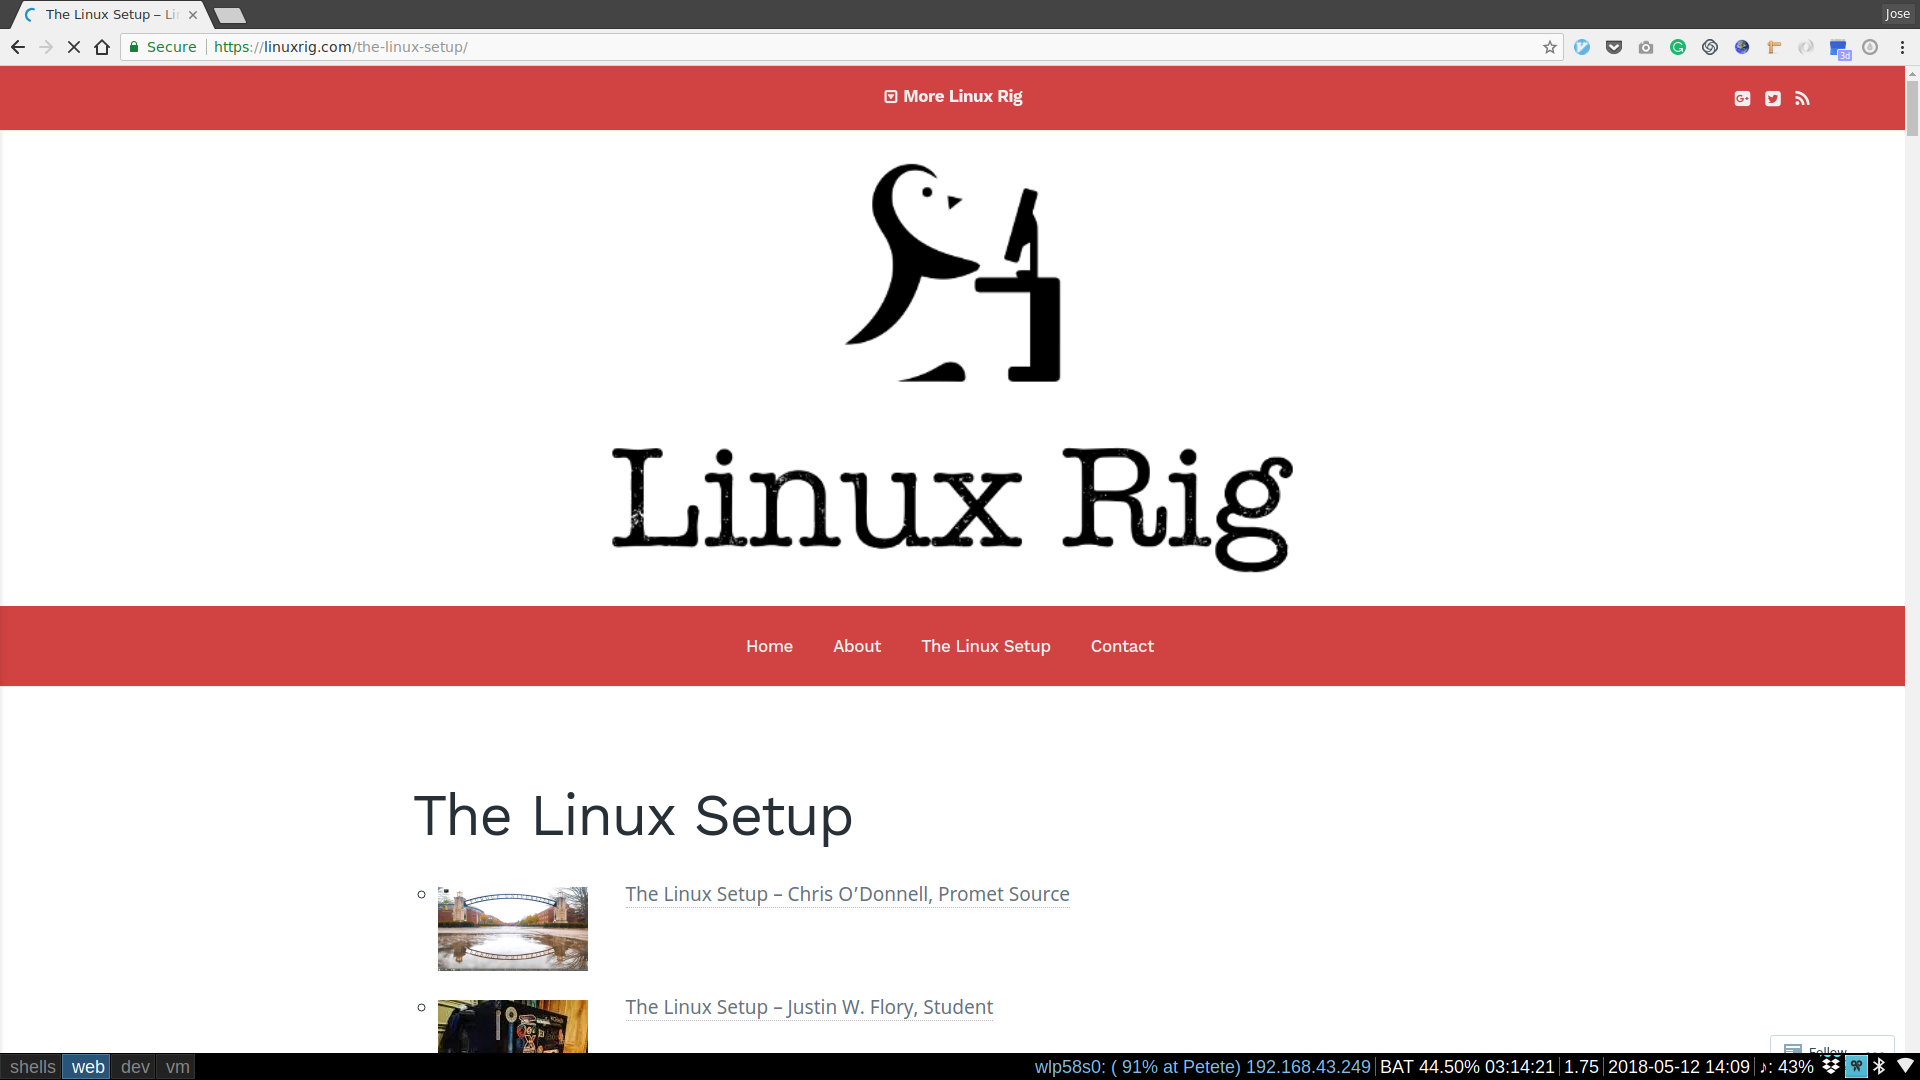 The Linux Setup – Li
Jose
Secure https://linuxrig.com/the-linux-setup/
3d
More Linux Rig
G+
Linux Rig
Home About The Linux Setup Contact
The Linux Setup
The Linux Setup – Chris O’Donnell, Promet Source
The Linux Setup – Justin W. Flory, Student
Follow
shells web dev vm
wlp58s0: ( 91% at Petete) 192.168.43.249 BAT 44.50% 03:14:21 1.75 2018-05-12 14:09 ♪: 43%